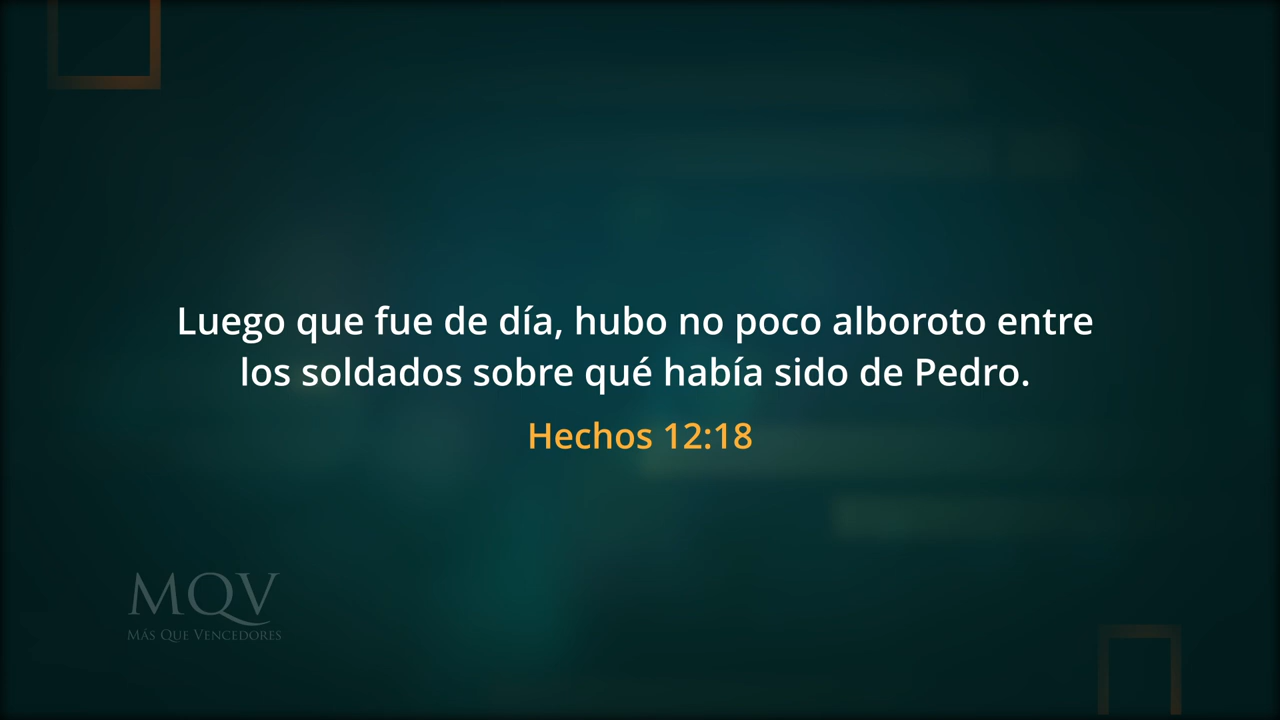 Luego que fue de día, hubo no poco alboroto entre
los soldados sobre qué había sido de Pedro.
Hechos 12:18
MQV
MÁS QUE VENCEDORES